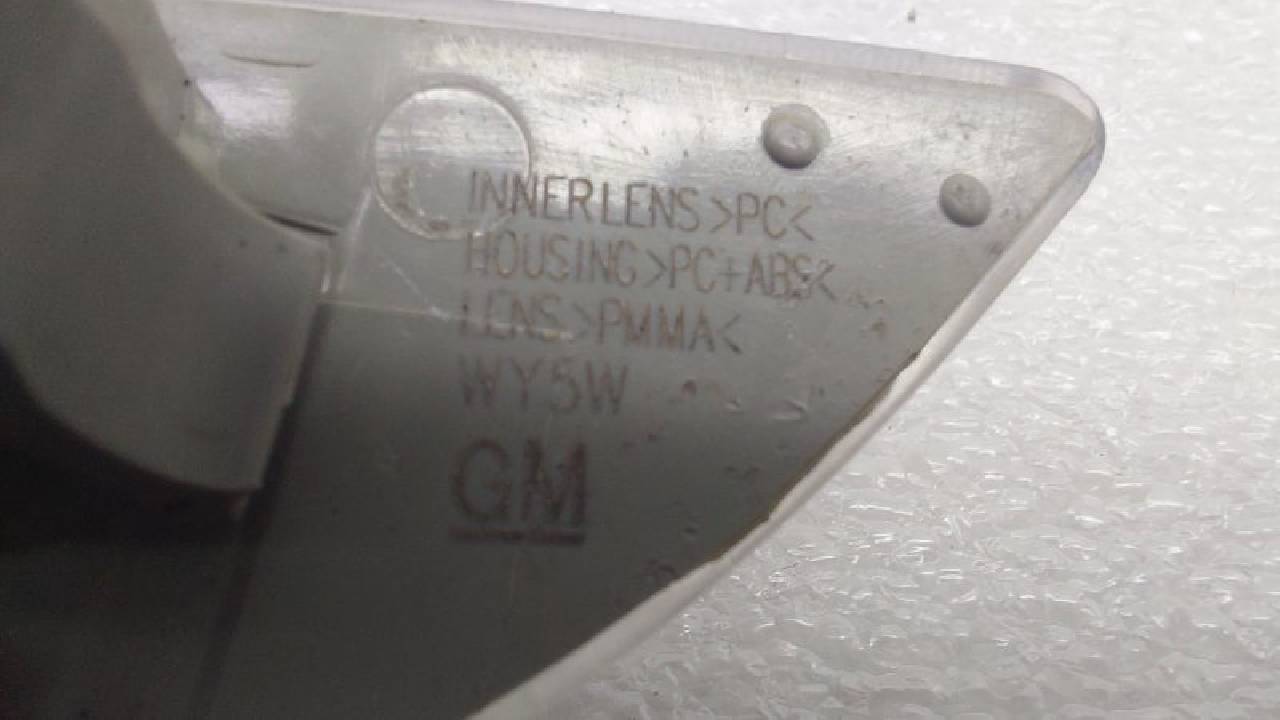 INNERLENS >PC<
HOUSING >PC+ABS<
LENS >PMMA<
WY5W
GM